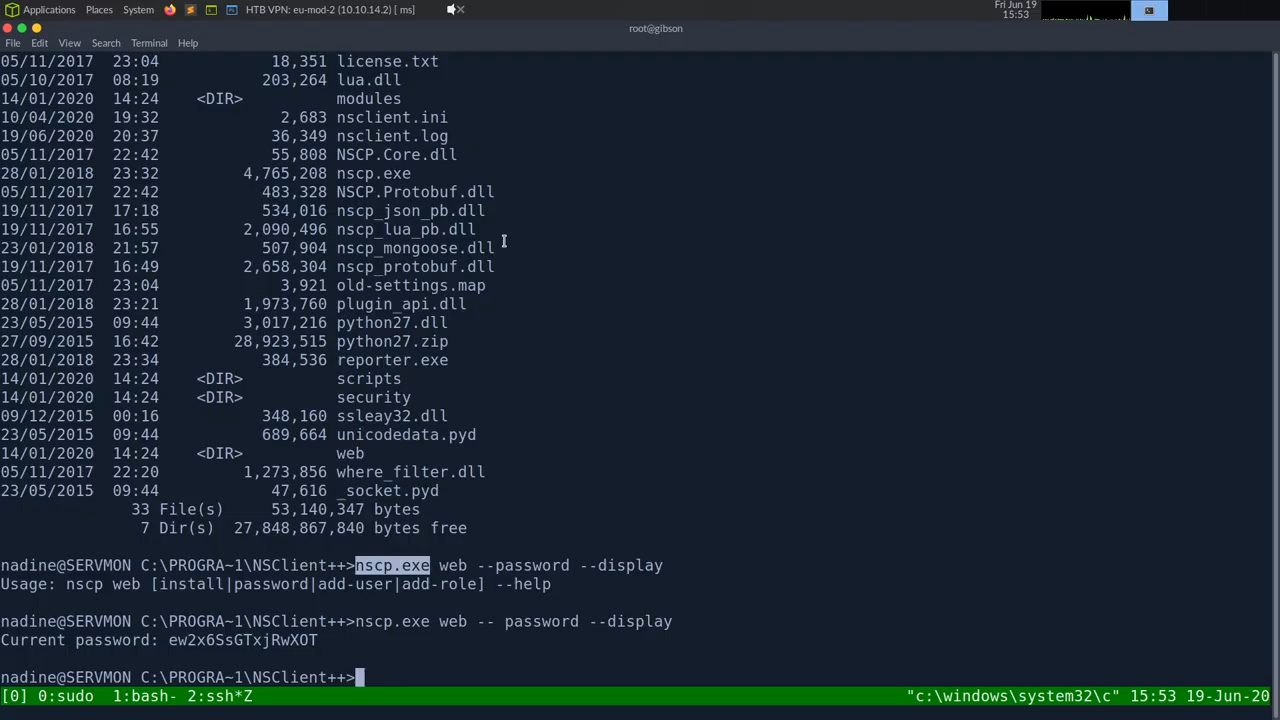 Applications Places System HTB VPN: eu-mod-2 (10.10.14.2) [ ms] Fri Jun 19
15:53
root@gibson
File Edit View Search Terminal Help
05/11/2017 23:04 18,351 license.txt
05/10/2017 08:19 203,264 lua.dll
14/01/2020 14:24 <DIR> modules
10/04/2020 19:32 2,683 nsclient.ini
19/06/2020 20:37 36,349 nsclient.log
05/11/2017 22:42 55,808 NSCP.Core.dll
28/01/2018 23:32 4,765,208 nscp.exe
05/11/2017 22:42 483,328 NSCP.Protobuf.dll
19/11/2017 17:18 534,016 nscp_json_pb.dll
19/11/2017 16:55 2,090,496 nscp_lua_pb.dll
23/01/2018 21:57 507,904 nscp_mongoose.dll
19/11/2017 16:49 2,658,304 nscp_protobuf.dll
05/11/2017 23:04 3,921 old-settings.map
28/01/2018 23:21 1,973,760 plugin_api.dll
23/05/2015 09:44 3,017,216 python27.dll
27/09/2015 16:42 28,923,515 python27.zip
28/01/2018 23:34 384,536 reporter.exe
14/01/2020 14:24 <DIR> scripts
14/01/2020 14:24 <DIR> security
09/12/2015 00:16 348,160 ssleay32.dll
23/05/2015 09:44 689,664 unicodedata.pyd
14/01/2020 14:24 <DIR> web
05/11/2017 22:20 1,273,856 where_filter.dll
23/05/2015 09:44 47,616 _socket.pyd
33 File(s) 53,140,347 bytes
7 Dir(s) 27,848,867,840 bytes free
nadine@SERVMON C:\PROGRA~1\NSClient++>nscp.exe web --password --display
Usage: nscp web [install|password|add-user|add-role] --help
nadine@SERVMON C:\PROGRA~1\NSClient++>nscp.exe web -- password --display
Current password: ew2x6SsGTxjRwXOT
nadine@SERVMON C:\PROGRA~1\NSClient++>
[0] 0:sudo 1:bash- 2:ssh*Z "c:\windows\system32\c" 15:53 19-Jun-20